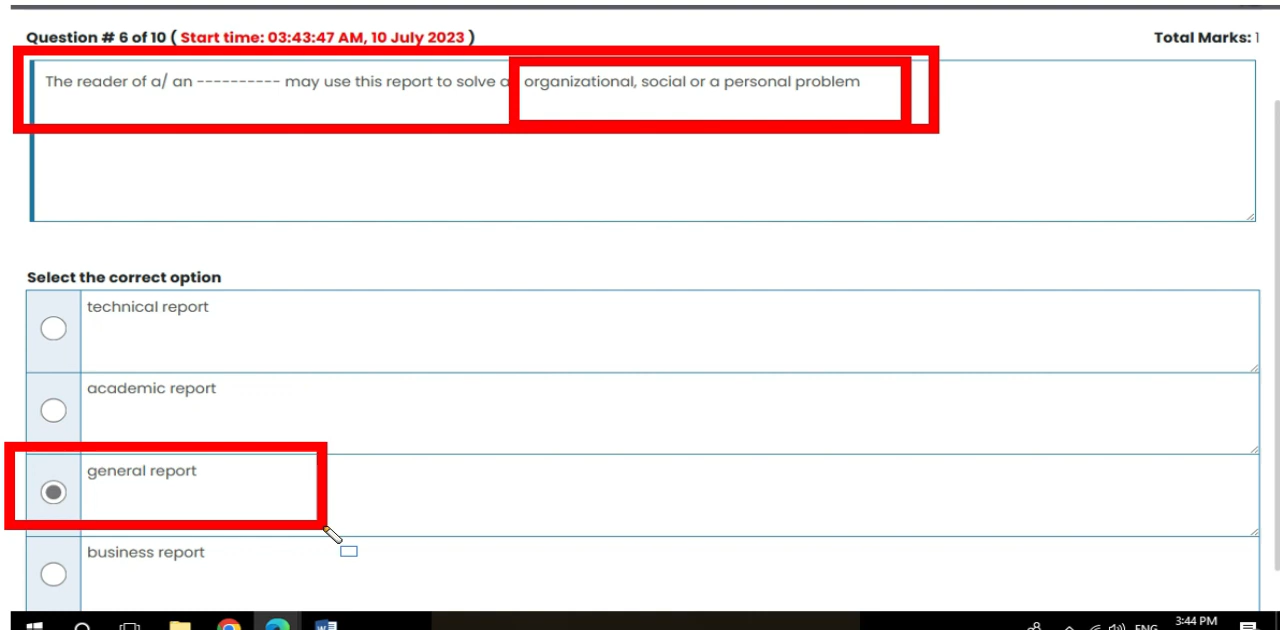 Question # 6 of 10 ( Start time: 03:43:47 AM, 10 July 2023 ) Total Marks: 1
The reader of a/ an ---------- may use this report to solve a organizational, social or a personal problem
Select the correct option
technical report
academic report
general report
business report
ENG 3:44 PM